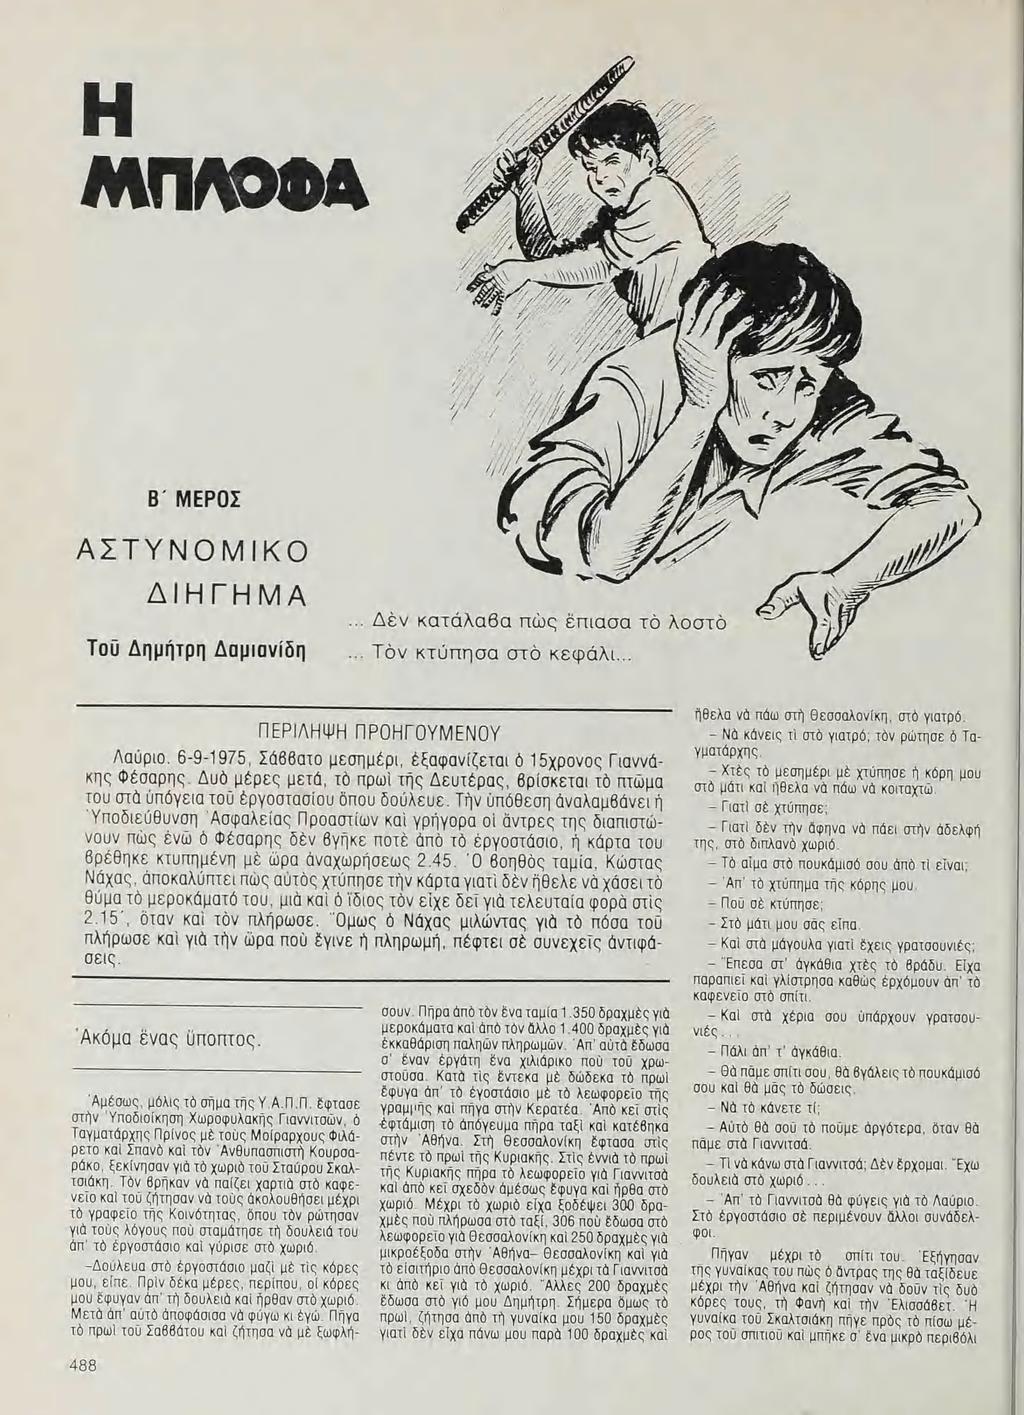 Η
ΜΠΛΟΦΑ
Β΄ ΜΕΡΟΣ
ΑΣΤΥΝΟΜΙΚΟ
ΔΙΗΓΗΜΑ
Τοῦ Δημήτρη Δαμιανίδη
... Δὲν κατάλαβα πὼς ἔπιασα τὸ λοστὸ
... Τὸν κτύπησα στὸ κεφάλι...
ΠΕΡΙΛΗΨΗ ΠΡΟΗΓΟΥΜΕΝΟΥ
Λαύριο. 6-9-1975, Σάββατο μεσημέρι, ἐξαφανίζεται ὁ 15χρονος Γιαννά-
κης Φέσαρης. Δυὸ μέρες μετά, τὸ πρωὶ τῆς Δευτέρας, βρίσκεται τὸ πτῶμα
του στὰ ὑπόγεια τοῦ ἐργοστασίου ὅπου δούλευε. Τὴν ὑπόθεση ἀναλαμβάνει ἡ
Ὑποδιεύθυνση Ἀσφαλείας Προαστίων καὶ γρήγορα οἱ ἄντρες της διαπιστώ-
νουν πὼς ἐνῶ ὁ Φέσαρης δὲν βγῆκε ποτὲ ἀπὸ τὸ ἐργοστάσιο, ἡ κάρτα του
βρέθηκε κτυπημένη μὲ ὥρα ἀναχωρήσεως 2.45. Ὁ βοηθὸς ταμία, Κώστας
Νάχας, ἀποκαλύπτει πὼς αὐτὸς χτύπησε τὴν κάρτα γιατὶ δὲν ἤθελε νὰ χάσει τὸ
θύμα τὸ μεροκάματό του, μιὰ καὶ ὁ ἴδιος τὸν εἶχε δεῖ γιὰ τελευταία φορὰ στὶς
2.15΄, ὅταν καὶ τὸν πλήρωσε. Ὅμως ὁ Νάχας μιλώντας γιὰ τὸ πόσα τοῦ
πλήρωσε καὶ γιὰ τὴν ὥρα ποὺ ἔγινε ἡ πληρωμή, πέφτει σὲ συνεχεῖς ἀντιφά-
σεις.
Ἀκόμα ἕνας ὕποπτος.
Ἀμέσως, μόλις τὸ σῆμα τῆς Υ.Α.Π.Π. ἔφτασε
στὴν Ὑποδιοίκηση Χωροφυλακῆς Γιαννιτσῶν, ὁ
Ταγματάρχης Πρίνος μὲ τοὺς Μοίραρχους Φιλά-
ρετο καὶ Σπανὸ καὶ τὸν Ἀνθυπασπιστὴ Κουρσα-
ράκο, ξεκίνησαν γιὰ τὸ χωριὸ τοῦ Σταύρου Σκαλ-
τσιάκη. Τὸν βρῆκαν νὰ παίζει χαρτιὰ στὸ καφε-
νεῖο καὶ τοῦ ζήτησαν νὰ τοὺς ἀκολουθήσει μέχρι
τὸ γραφεῖο τῆς Κοινότητας, ὅπου τὸν ρώτησαν
γιὰ τοὺς λόγους ποὺ σταμάτησε τὴ δουλειά του
ἀπ' τὸ ἐργοστάσιο καὶ γύρισε στὸ χωριό.
-Δούλευα στὸ ἐργοστάσιο μαζὶ μὲ τὶς κόρες
μου, εἶπε. Πρὶν δέκα μέρες, περίπου, οἱ κόρες
μου ἔφυγαν ἀπ' τὴ δουλειὰ καὶ ἦρθαν στὸ χωριό.
Μετὰ ἀπ' αὐτὸ ἀποφάσισα νὰ φύγω κι ἐγώ. Πῆγα
τὸ πρωὶ τοῦ Σαββάτου καὶ ζήτησα νὰ μὲ ξωφλή-
σουν. Πῆρα ἀπὸ τὸν ἕνα ταμία 1.350 δραχμὲς γιὰ
μεροκάματα καὶ ἀπὸ τὸν ἄλλο 1.400 δραχμὲς γιὰ
ἐκκαθάριση παληῶν πληρωμῶν. Ἀπ' αὐτὰ ἔδωσα
σ' ἕναν ἐργάτη ἕνα χιλιάρικο ποὺ τοῦ χρω-
στοῦσα. Κατὰ τὶς ἕντεκα μὲ δώδεκα τὸ πρωὶ
ἔφυγα ἀπ' τὸ ἐγοστάσιο μὲ τὸ λεωφορεῖο τῆς
γραμμῆς καὶ πῆγα στὴν Κερατέα. Ἀπὸ κεῖ στὶς
ἑφτάμιση τὸ ἀπόγευμα πῆρα ταξὶ καὶ κατέβηκα
στὴν Ἀθήνα. Στὴ Θεσσαλονίκη ἔφτασα στὶς
πέντε τὸ πρωὶ τῆς Κυριακῆς. Στὶς ἐννιὰ τὸ πρωὶ
τῆς Κυριακῆς πῆρα τὸ λεωφορεῖο γιὰ Γιαννιτσὰ
καὶ ἀπὸ κεῖ σχεδὸν ἀμέσως ἔφυγα καὶ ἦρθα στὸ
χωριό. Μέχρι τὸ χωριὸ εἶχα ξοδέψει 300 δρα-
χμὲς ποὺ πλήρωσα στὸ ταξί, 306 ποὺ ἔδωσα στὸ
λεωφορεῖο γιὰ Θεσσαλονίκη καὶ 250 δραχμὲς γιὰ
μικροέξοδα στὴν Ἀθήνα- Θεσσαλονίκη καὶ γιὰ
τὸ εἰσιτήριο ἀπὸ Θεσσαλονίκη μέχρι τὰ Γιαννιτσὰ
κι ἀπὸ κεῖ γιὰ τὸ χωριό. Ἄλλες 200 δραχμὲς
ἔδωσα στὸ γιό μου Δημήτρη. Σήμερα ὅμως τὸ
πρωί, ζήτησα ἀπὸ τὴ γυναίκα μου 150 δραχμὲς
γιατὶ δὲν εἶχα πάνω μου παρὰ 100 δραχμὲς καὶ
ἤθελα νὰ πάω στὴ Θεσσαλονίκη, στὸ γιατρό.
- Νὰ κάνεις τὶ στὸ γιατρό; τὸν ρώτησε ὁ Τα-
γματάρχης.
- Χτὲς τὸ μεσημέρι μὲ χτύπησε ἡ κόρη μου
στὸ μάτι καὶ ἤθελα νὰ πάω νὰ κοιταχτῶ.
- Γιατὶ σὲ χτύπησε;
- Γιατὶ δὲν τὴν ἄφηνα νὰ πάει στὴν ἀδελφή
της, στὸ διπλανὸ χωριό.
- Τὸ αἷμα στὸ πουκάμισό σου ἀπὸ τὶ εἶναι;
- Ἀπ' τὸ χτύπημα τῆς κόρης μου.
- Ποῦ σὲ κτύπησε;
- Στὸ μάτι μου σᾶς εἶπα.
- Καὶ στὰ μάγουλα γιατὶ ἔχεις γρατσουνιές;
- Ἔπεσα στ' ἀγκάθια χτὲς τὸ βράδυ. Εἶχα
παραπιεῖ καὶ γλίστρησα καθὼς ἐρχόμουν ἀπ' τὸ
καφενεῖο στὸ σπίτι.
- Καὶ στὰ χέρια σου ὑπάρχουν γρατσου-
νιές...
- Πάλι ἀπ' τ' ἀγκάθια.
- Θὰ πᾶμε σπίτι σου, θὰ βγάλεις τὸ πουκάμισό
σου καὶ θὰ μᾶς τὸ δώσεις.
- Νὰ τὸ κάνετε τί;
- Αὐτὸ θὰ σοῦ τὸ ποῦμε ἀργότερα, ὅταν θὰ
πᾶμε στὰ Γιαννιτσά.
- Τὶ νὰ κάνω στὰ Γιαννιτσά; Δὲν ἔρχομαι. Ἔχω
δουλειὰ στὸ χωριό...
- Ἀπ' τὸ Γιαννιτσὰ θὰ φύγεις γιὰ τὸ Λαύριο.
Στὸ ἐργοστάσιο σὲ περιμένουν ἄλλοι συνάδελ-
φοι.
Πῆγαν μέχρι τὸ σπίτι του. Ἐξήγησαν
τῆς γυναίκας του πὼς ὁ ἄντρας της θὰ ταξίδευε
μέχρι τὴν Ἀθήνα καὶ ζήτησαν νὰ δοῦν τὶς δυὸ
κόρες τους, τὴ Φανὴ καὶ τὴν Ἐλισσάβετ. Ἡ
γυναίκα τοῦ Σκαλτσιάκη πῆγε πρὸς τὸ πίσω μέ-
ρος τοῦ σπιτιοῦ καὶ μπῆκε σ' ἕνα μικρὸ περιβόλι
488